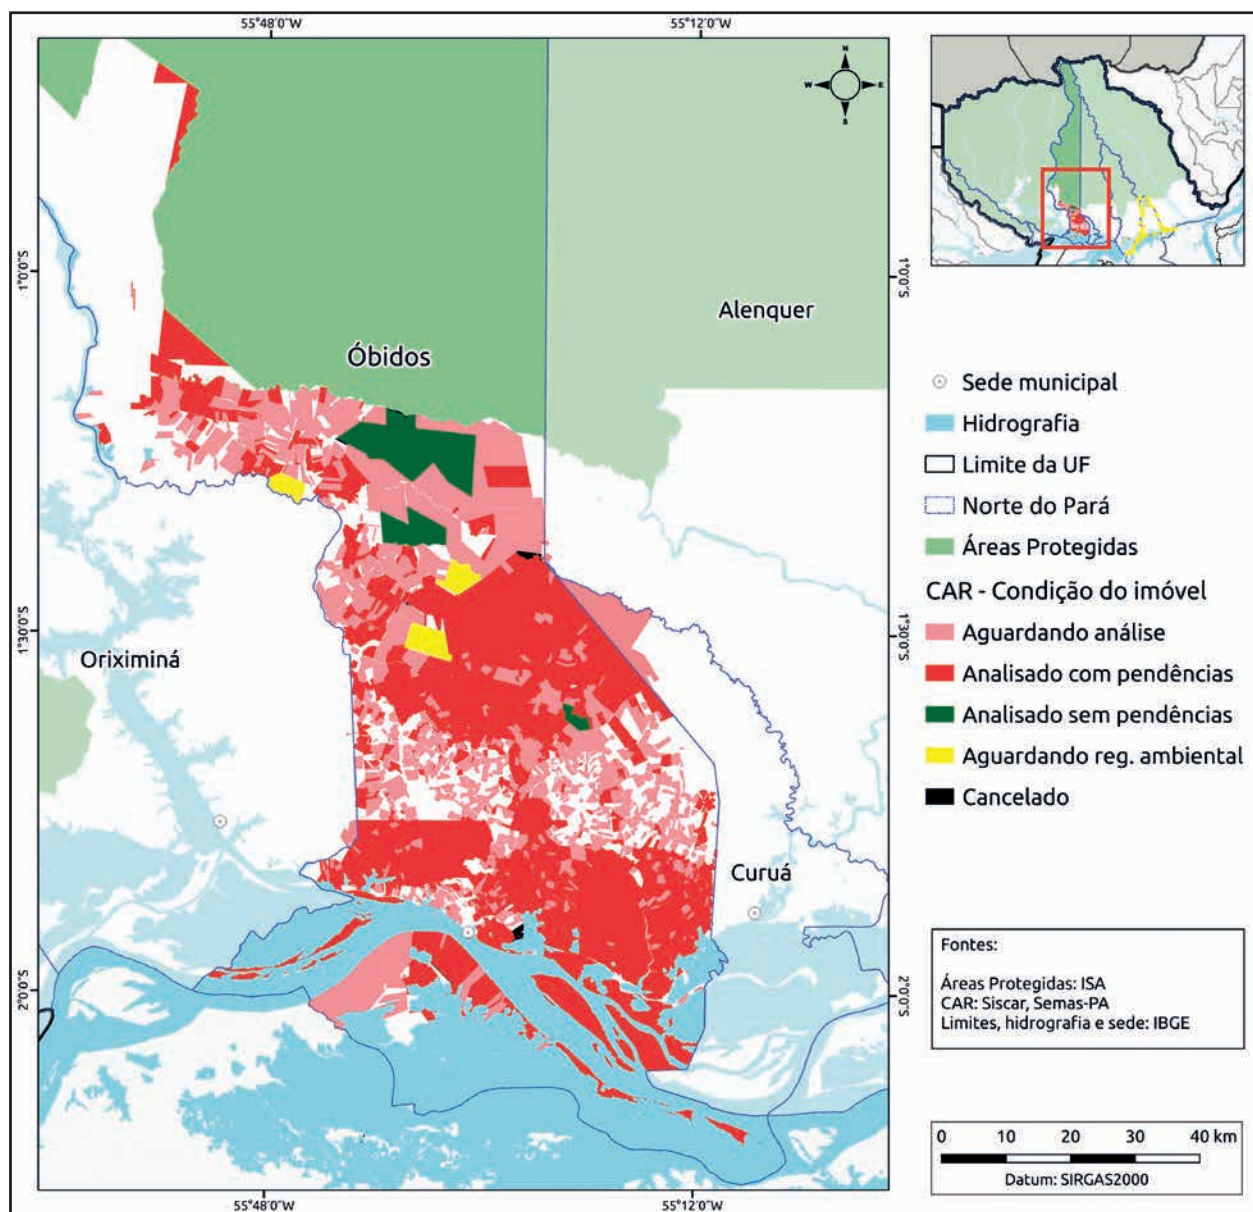 55°48'0"W
55°12'0"W
N
W
E
S
1°0'0"S
1°0'0"S
Alenquer
Óbidos
Sede municipal
Hidrografia
Limite da UF
Norte do Pará
Áreas Protegidas
CAR - Condição do imóvel
Aguardando análise
Analisado com pendências
Analisado sem pendências
Aguardando reg. ambiental
Cancelado
1°30'0"S
1°30'0"S
Oriximiná
Curuá
2°0'0"S
2°0'0"S
Fontes:
Áreas Protegidas: ISA
CAR: Siscar, Semas-PA
Limites, hidrografia e sede: IBGE
0 10 20 30 40 km
Datum: SIRGAS2000
55°48'0"W
55°12'0"W